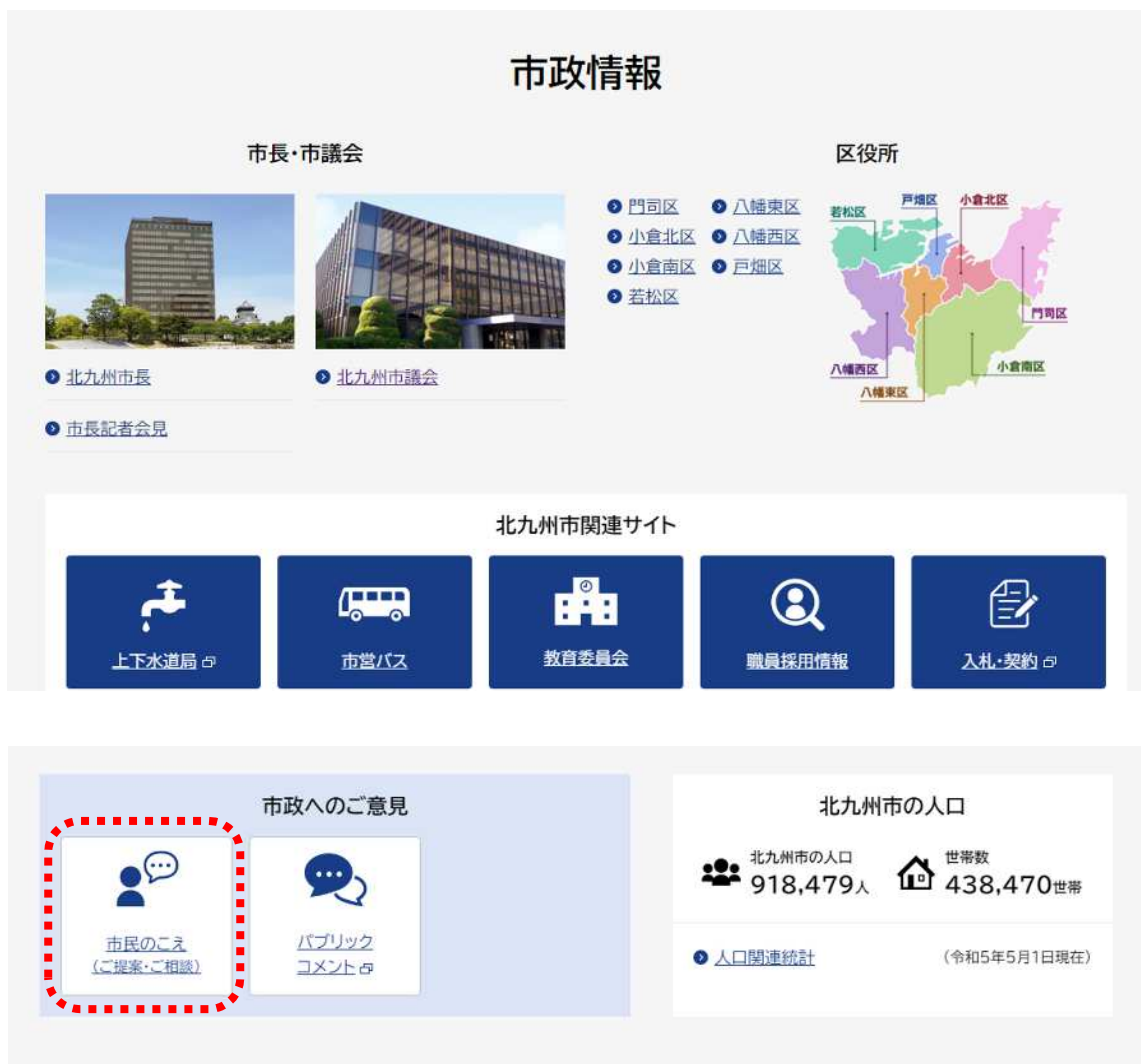 市政情報
市長・市議会
北九州市長
市長記者会見
北九州市議会
区役所
門司区
小倉北区
小倉南区
若松区
八幡東区
八幡西区
戸畑区
若松区
戸畑区
小倉北区
門司区
小倉南区
八幡西区
八幡東区
北九州市関連サイト
上下水道局
市営バス
教育委員会
職員採用情報
入札・契約
市政へのご意見
市民のこえ
(ご提案・ご相談)
パブリック
コメント
北九州市の人口
北九州市の人口
918,479人
世帯数
438,470世帯
人口関連統計
(令和5年5月1日現在)